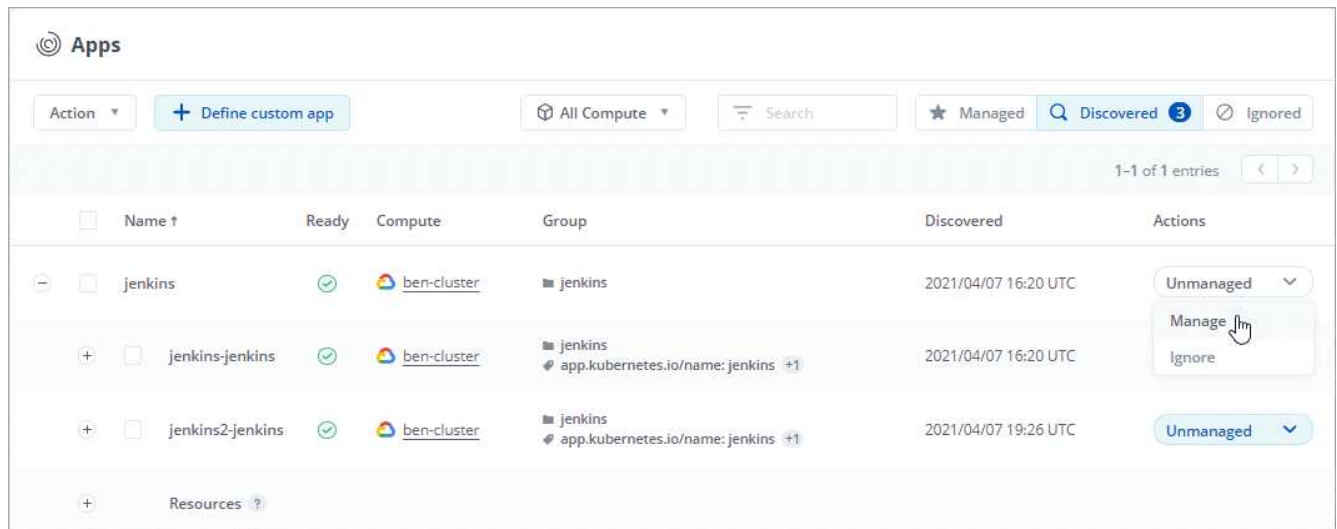 Apps
Action
+ Define custom app
All Compute
Search
Managed
Discovered 3
Ignored
1–1 of 1 entries
Name ↑ Ready Compute Group Discovered Actions
jenkins ben-cluster jenkins 2021/04/07 16:20 UTC Unmanaged
Manage
Ignore
jenkins-jenkins ben-cluster jenkins 2021/04/07 16:20 UTC
app.kubernetes.io/name: jenkins +1
jenkins2-jenkins ben-cluster jenkins 2021/04/07 19:26 UTC Unmanaged
app.kubernetes.io/name: jenkins +1
Resources ?